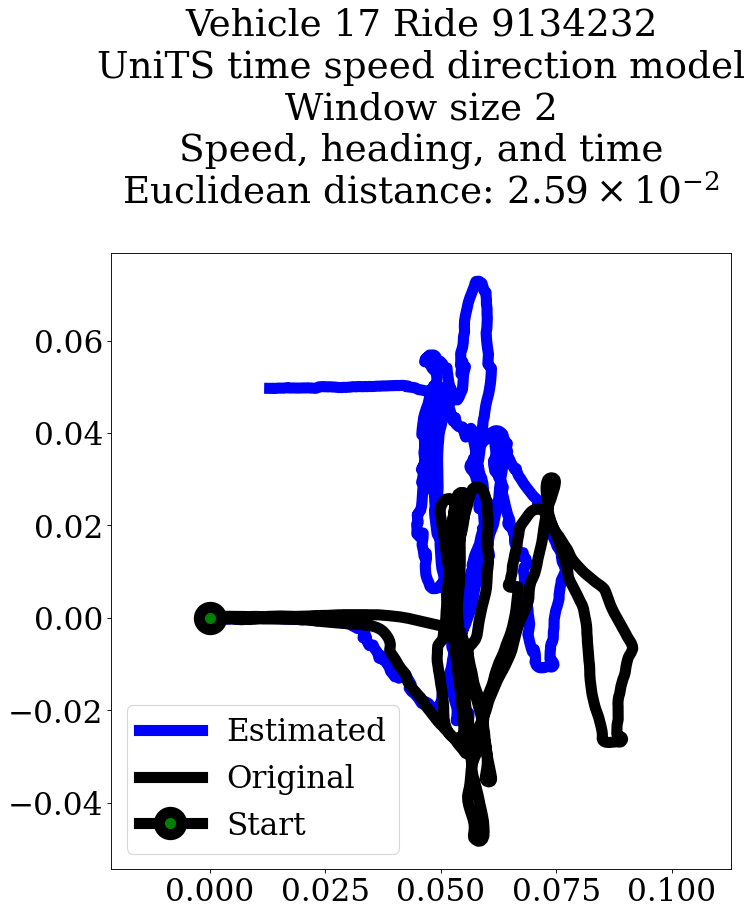 Vehicle 17 Ride 9134232
UniTS time speed direction model
Window size 2
Speed, heading, and time
Euclidean distance: 2.59 × 10⁻²
0.06
0.04
0.02
0.00
−0.02
−0.04
Estimated
Original
Start
0.000 0.025 0.050 0.075 0.100